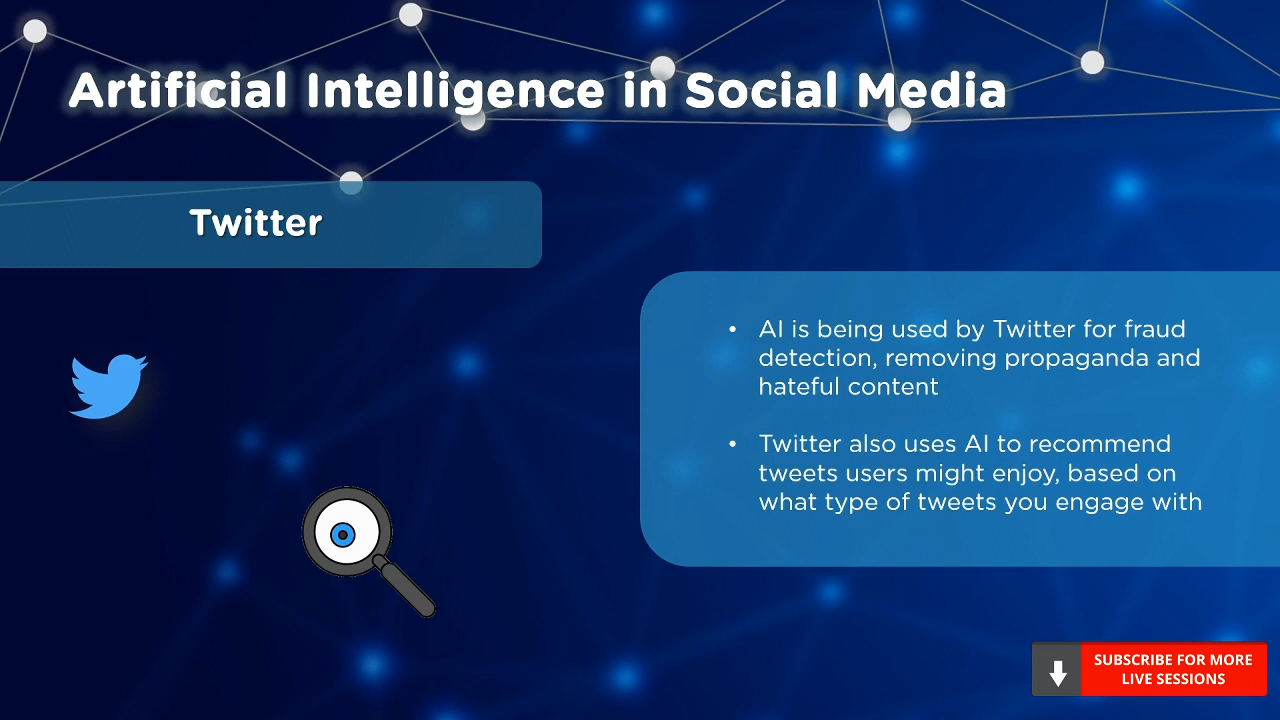 Artificial Intelligence in Social Media
Twitter
• AI is being used by Twitter for fraud
detection, removing propaganda and
hateful content
• Twitter also uses AI to recommend
tweets users might enjoy, based on
what type of tweets you engage with
SUBSCRIBE FOR MORE
LIVE SESSIONS